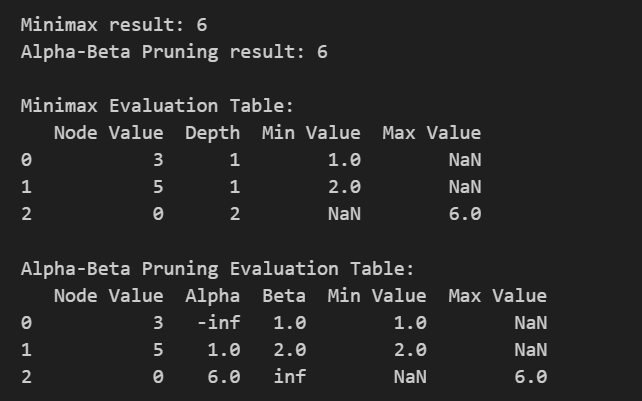 Minimax result: 6
Alpha-Beta Pruning result: 6
Minimax Evaluation Table:
   Node Value  Depth  Min Value  Max Value
0           3      1        1.0        NaN
1           5      1        2.0        NaN
2           0      2        NaN        6.0
Alpha-Beta Pruning Evaluation Table:
   Node Value  Alpha  Beta  Min Value  Max Value
0           3   -inf   1.0        1.0        NaN
1           5    1.0   2.0        2.0        NaN
2           0    6.0   inf        NaN        6.0